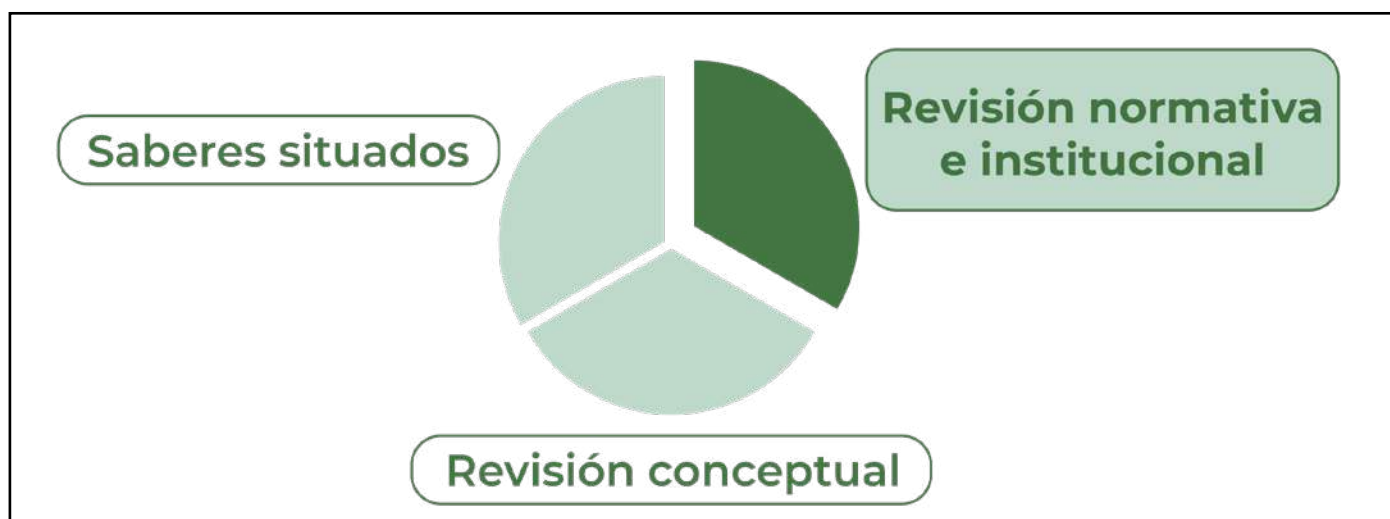 Saberes situados
Revisión normativa
e institucional
Revisión conceptual